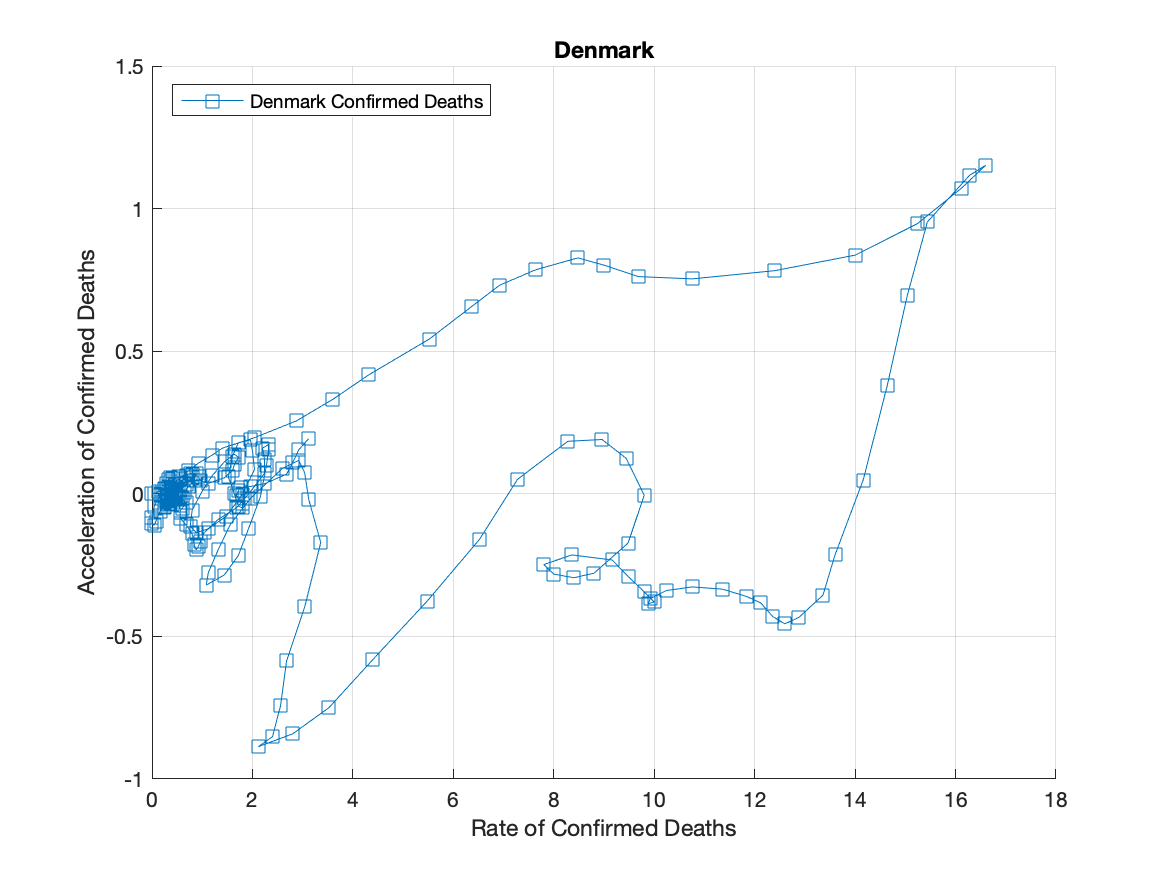 Denmark
1.5
Denmark Confirmed Deaths
1
0.5
0
-0.5
-1
Acceleration of Confirmed Deaths
0 2 4 6 8 10 12 14 16 18
Rate of Confirmed Deaths